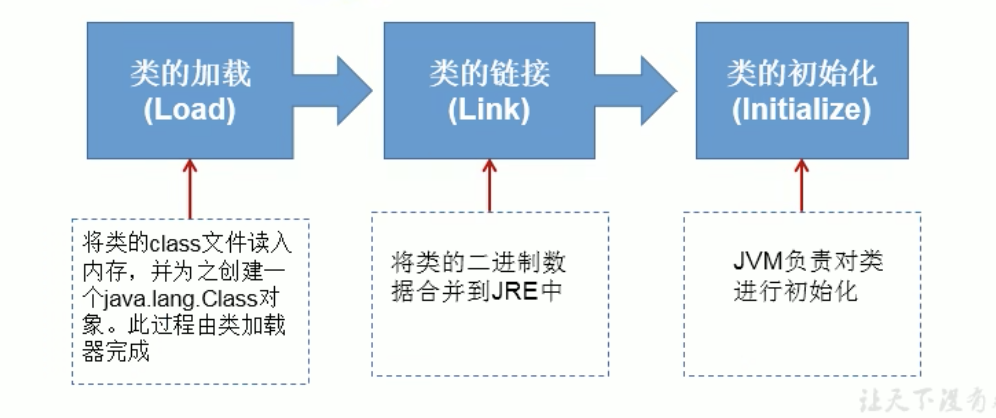 类的加载
(Load)
类的链接
(Link)
类的初始化
(Initialize)
将类的class文件读入
内存，并为之创建一
个java.lang.Class对
象。此过程由类加载
器完成
将类的二进制数
据合并到JRE中
JVM负责对类
进行初始化
让天下没有